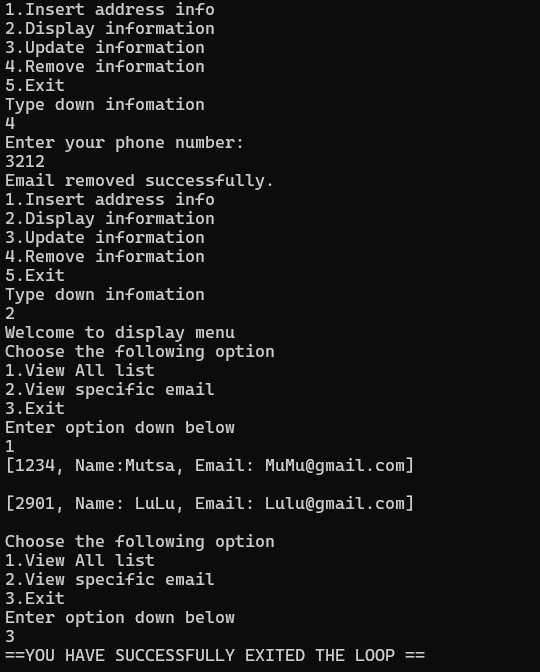 1.Insert address info
2.Display information
3.Update information
4.Remove information
5.Exit
Type down infomation
4
Enter your phone number:
3212
Email removed successfully.
1.Insert address info
2.Display information
3.Update information
4.Remove information
5.Exit
Type down infomation
2
Welcome to display menu
Choose the following option
1.View All list
2.View specific email
3.Exit
Enter option down below
1
[1234, Name:Mutsa, Email: MuMu@gmail.com]
[2901, Name: LuLu, Email: Lulu@gmail.com]
Choose the following option
1.View All list
2.View specific email
3.Exit
Enter option down below
3
==YOU HAVE SUCCESSFULLY EXITED THE LOOP ==